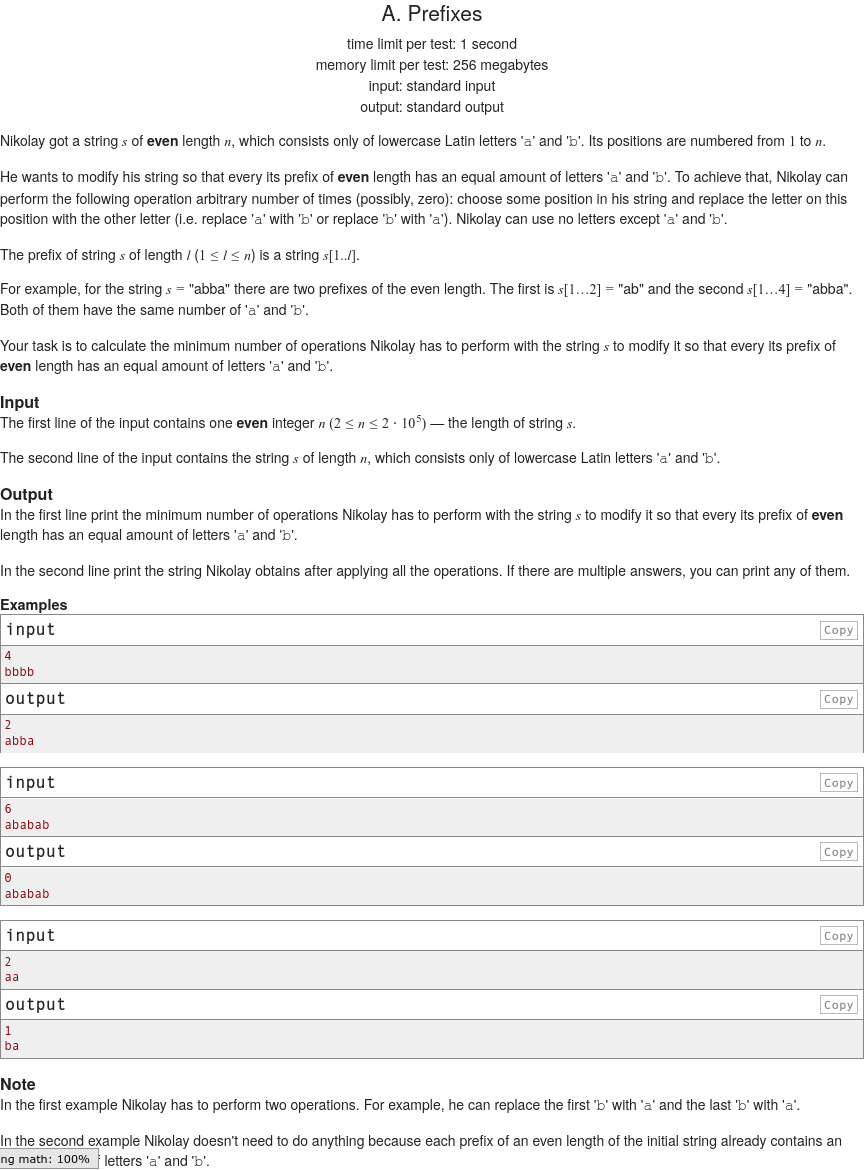 A. Prefixes
time limit per test: 1 second
memory limit per test: 256 megabytes
input: standard input
output: standard output
Nikolay got a string s of even length n, which consists only of lowercase Latin letters 'a' and 'b'. Its positions are numbered from 1 to n.
He wants to modify his string so that every its prefix of even length has an equal amount of letters 'a' and 'b'. To achieve that, Nikolay can
perform the following operation arbitrary number of times (possibly, zero): choose some position in his string and replace the letter on this
position with the other letter (i.e. replace 'a' with 'b' or replace 'b' with 'a'). Nikolay can use no letters except 'a' and 'b'.
The prefix of string s of length l (1 ≤ l ≤ n) is a string s[1..l].
For example, for the string s = "abba" there are two prefixes of the even length. The first is s[1…2] = "ab" and the second s[1…4] = "abba".
Both of them have the same number of 'a' and 'b'.
Your task is to calculate the minimum number of operations Nikolay has to perform with the string s to modify it so that every its prefix of
even length has an equal amount of letters 'a' and 'b'.
Input
The first line of the input contains one even integer n (2 ≤ n ≤ 2 · 10⁵) — the length of string s.
The second line of the input contains the string s of length n, which consists only of lowercase Latin letters 'a' and 'b'.
Output
In the first line print the minimum number of operations Nikolay has to perform with the string s to modify it so that every its prefix of even
length has an equal amount of letters 'a' and 'b'.
In the second line print the string Nikolay obtains after applying all the operations. If there are multiple answers, you can print any of them.
Examples
input Copy
4
bbbb
output Copy
2
abba
input Copy
6
ababab
output Copy
0
ababab
input Copy
2
aa
output Copy
1
ba
Note
In the first example Nikolay has to perform two operations. For example, he can replace the first 'b' with 'a' and the last 'b' with 'a'.
In the second example Nikolay doesn't need to do anything because each prefix of an even length of the initial string already contains an
ng math: 100% letters 'a' and 'b'.